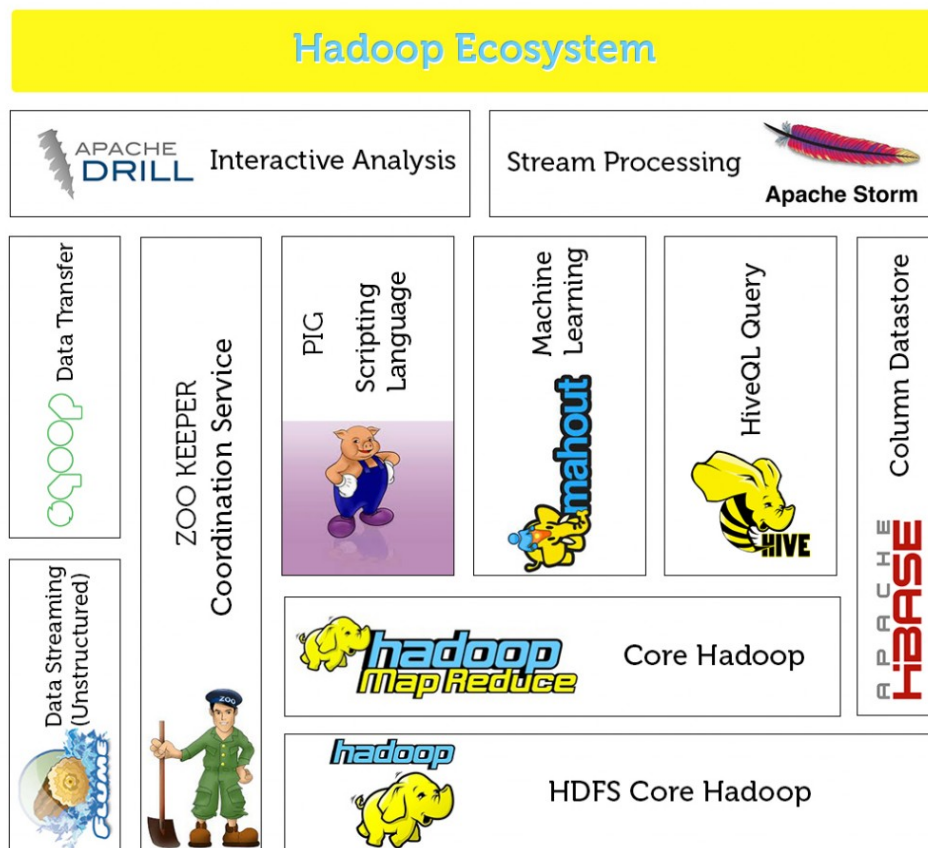 Hadoop Ecosystem
APACHE
DRILL
Interactive Analysis
Stream Processing
Apache Storm
Data Transfer
sqoop
ZOO KEEPER
Coordination Service
ZOO
PIG
Scripting
Language
Machine
Learning
mahout
HiveQL Query
HIVE
Column Datastore
APACHE
HBASE
Data Streaming
(Unstructured)
FLUME
hadoop
Map Reduce
Core Hadoop
hadoop
HDFS Core Hadoop